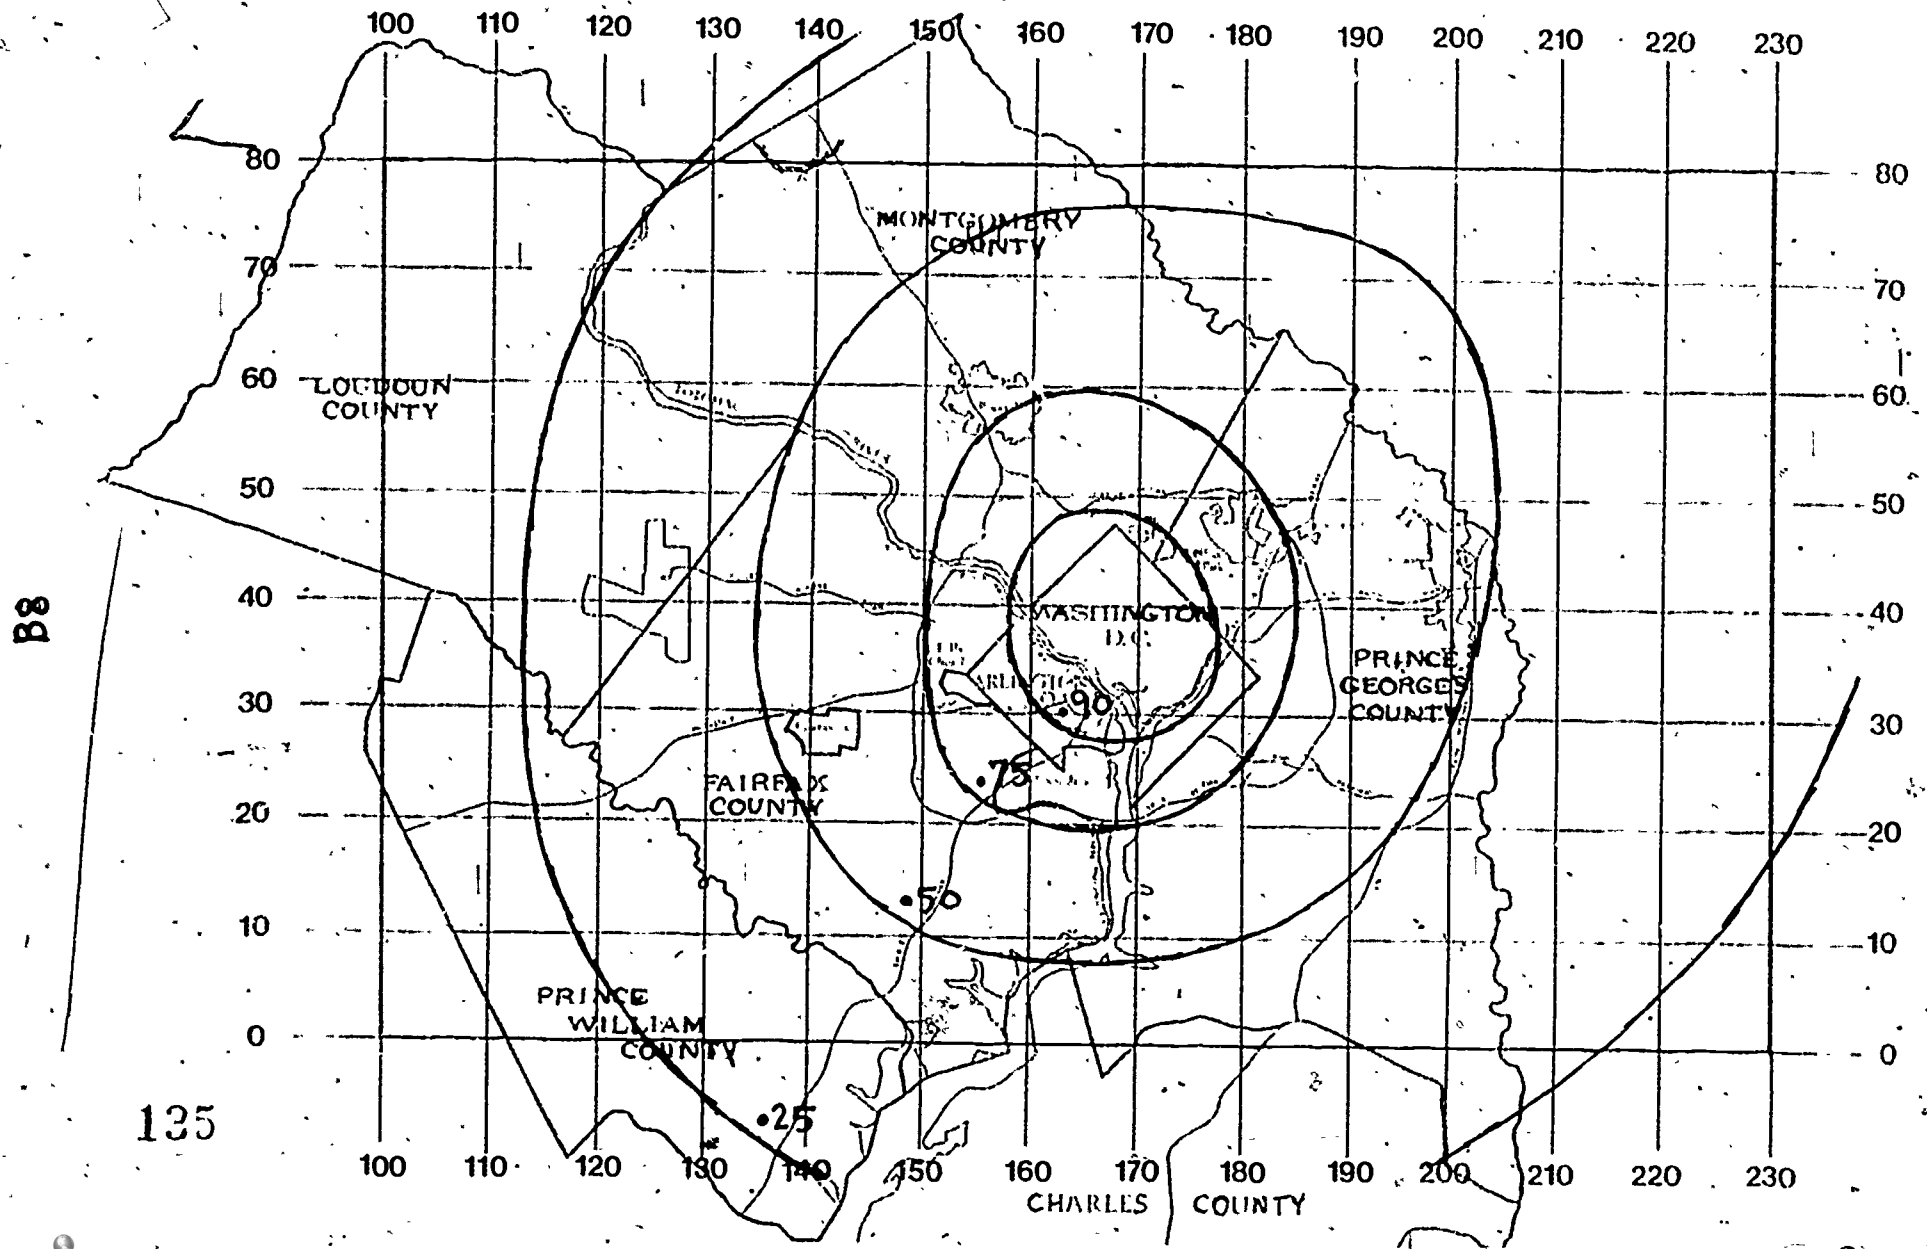 100 110 120 130 140 150 160 170 180 190 200 210 220 230
80 80
MONTGOMERY
COUNTY
70 70
60 60
LOUDOUN
COUNTY
POTOMAC
RIVER
50 50
B8
40 40
WASHINGTON
D.C.
PRINCE
GEORGES
COUNTY
ARLINGTON
30 30
.90
.75
FAIRFAX
COUNTY
20 20
.50
10 10
PRINCE
WILLIAM
COUNTY
0 0
.25
135
100 110 120 130 140 150 160 170 180 190 200 210 220 230
CHARLES COUNTY